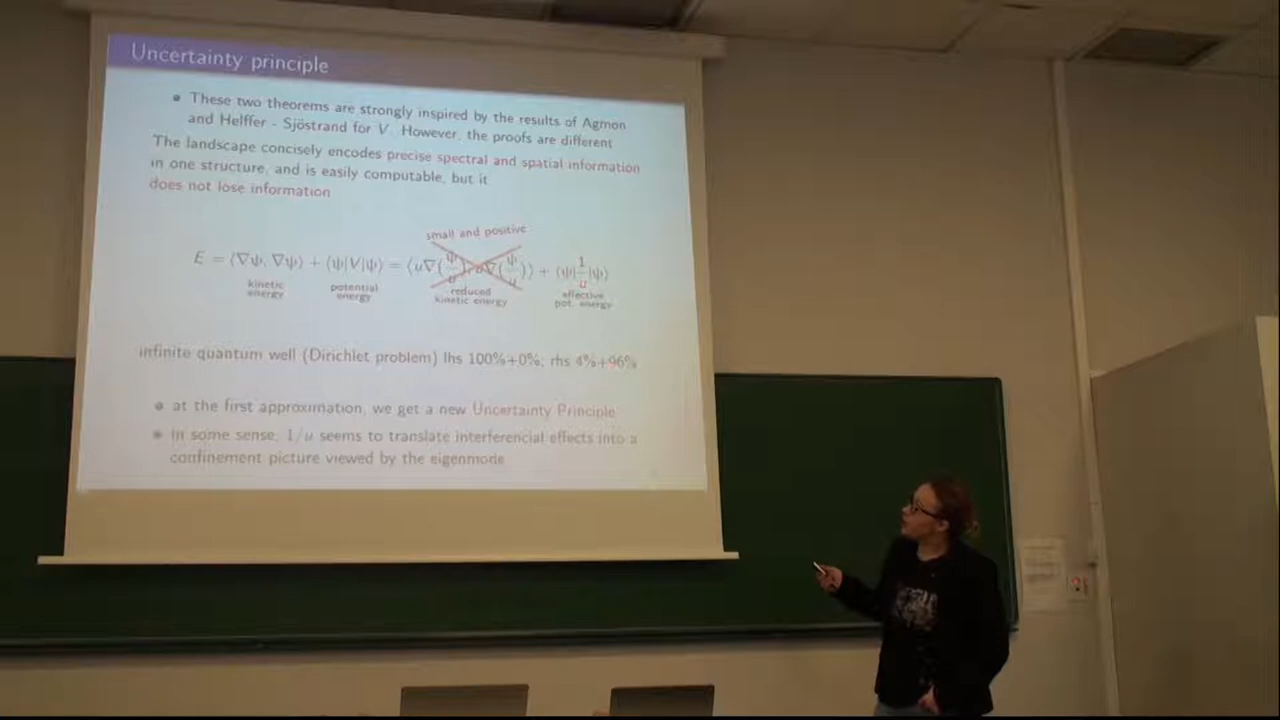 Uncertainty principle
These two theorems are strongly inspired by the results of Agmon
and Helffer - Sjöstrand for V. However, the proofs are different
The landscape concisely encodes precise spectral and spatial information
in one structure, and is easily computable, but it
does not lose information
small and positive
E = ⟨∇ψ, ∇ψ⟩ + ⟨ψ|V|ψ⟩ = ⟨u∇(ψ/u), u∇(ψ/u)⟩ + ⟨ψ|1/u|ψ⟩
kinetic energy potential energy reduced kinetic energy effective pot. energy
infinite quantum well (Dirichlet problem) lhs 100%+0%; rhs 4%+96%
at the first approximation, we get a new Uncertainty Principle
In some sense, 1/u seems to translate interferencial effects into a
confinement picture viewed by the eigenmode